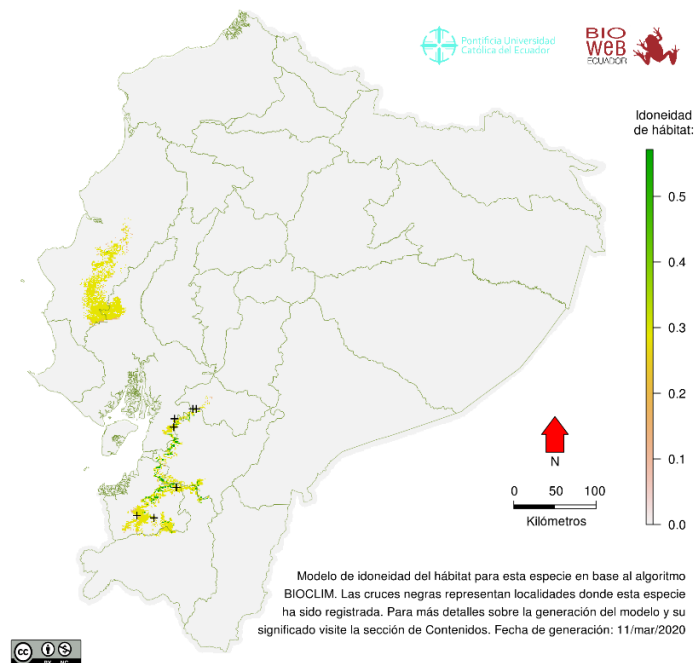 Pontificia Universidad
Católica del Ecuador
BIO
WeB
ECUADOR
Idoneidad
de hábitat:
0.5
0.4
0.3
0.2
0.1
0.0
N
0 50 100
Kilómetros
Modelo de idoneidad del hábitat para esta especie en base al algoritmo
BIOCLIM. Las cruces negras representan localidades donde esta especie
ha sido registrada. Para más detalles sobre la generación del modelo y su
significado visite la sección de Contenidos. Fecha de generación: 11/mar/2020
cc
BY NC